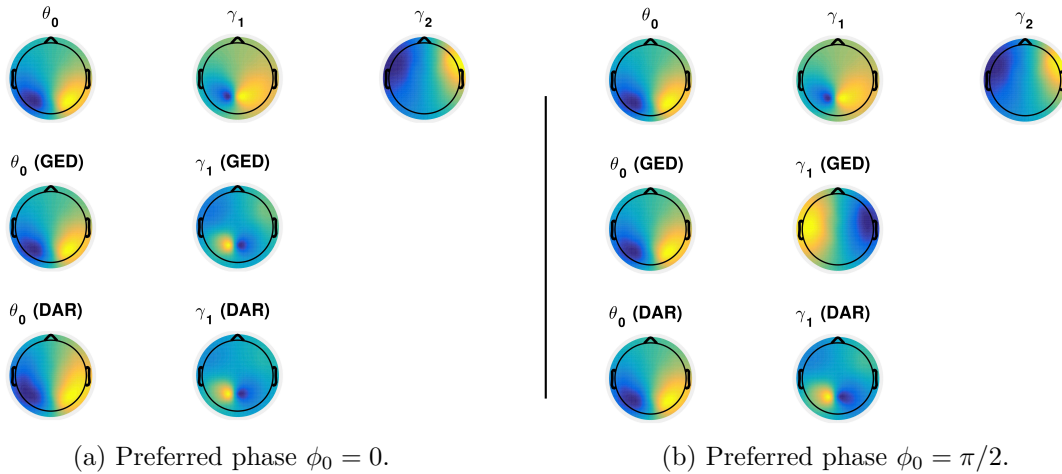 θ₀ γ₁ γ₂ θ₀ γ₁ γ₂
θ₀ (GED) γ₁ (GED) θ₀ (GED) γ₁ (GED)
θ₀ (DAR) γ₁ (DAR) θ₀ (DAR) γ₁ (DAR)
(a) Preferred phase ϕ₀ = 0. (b) Preferred phase ϕ₀ = π/2.